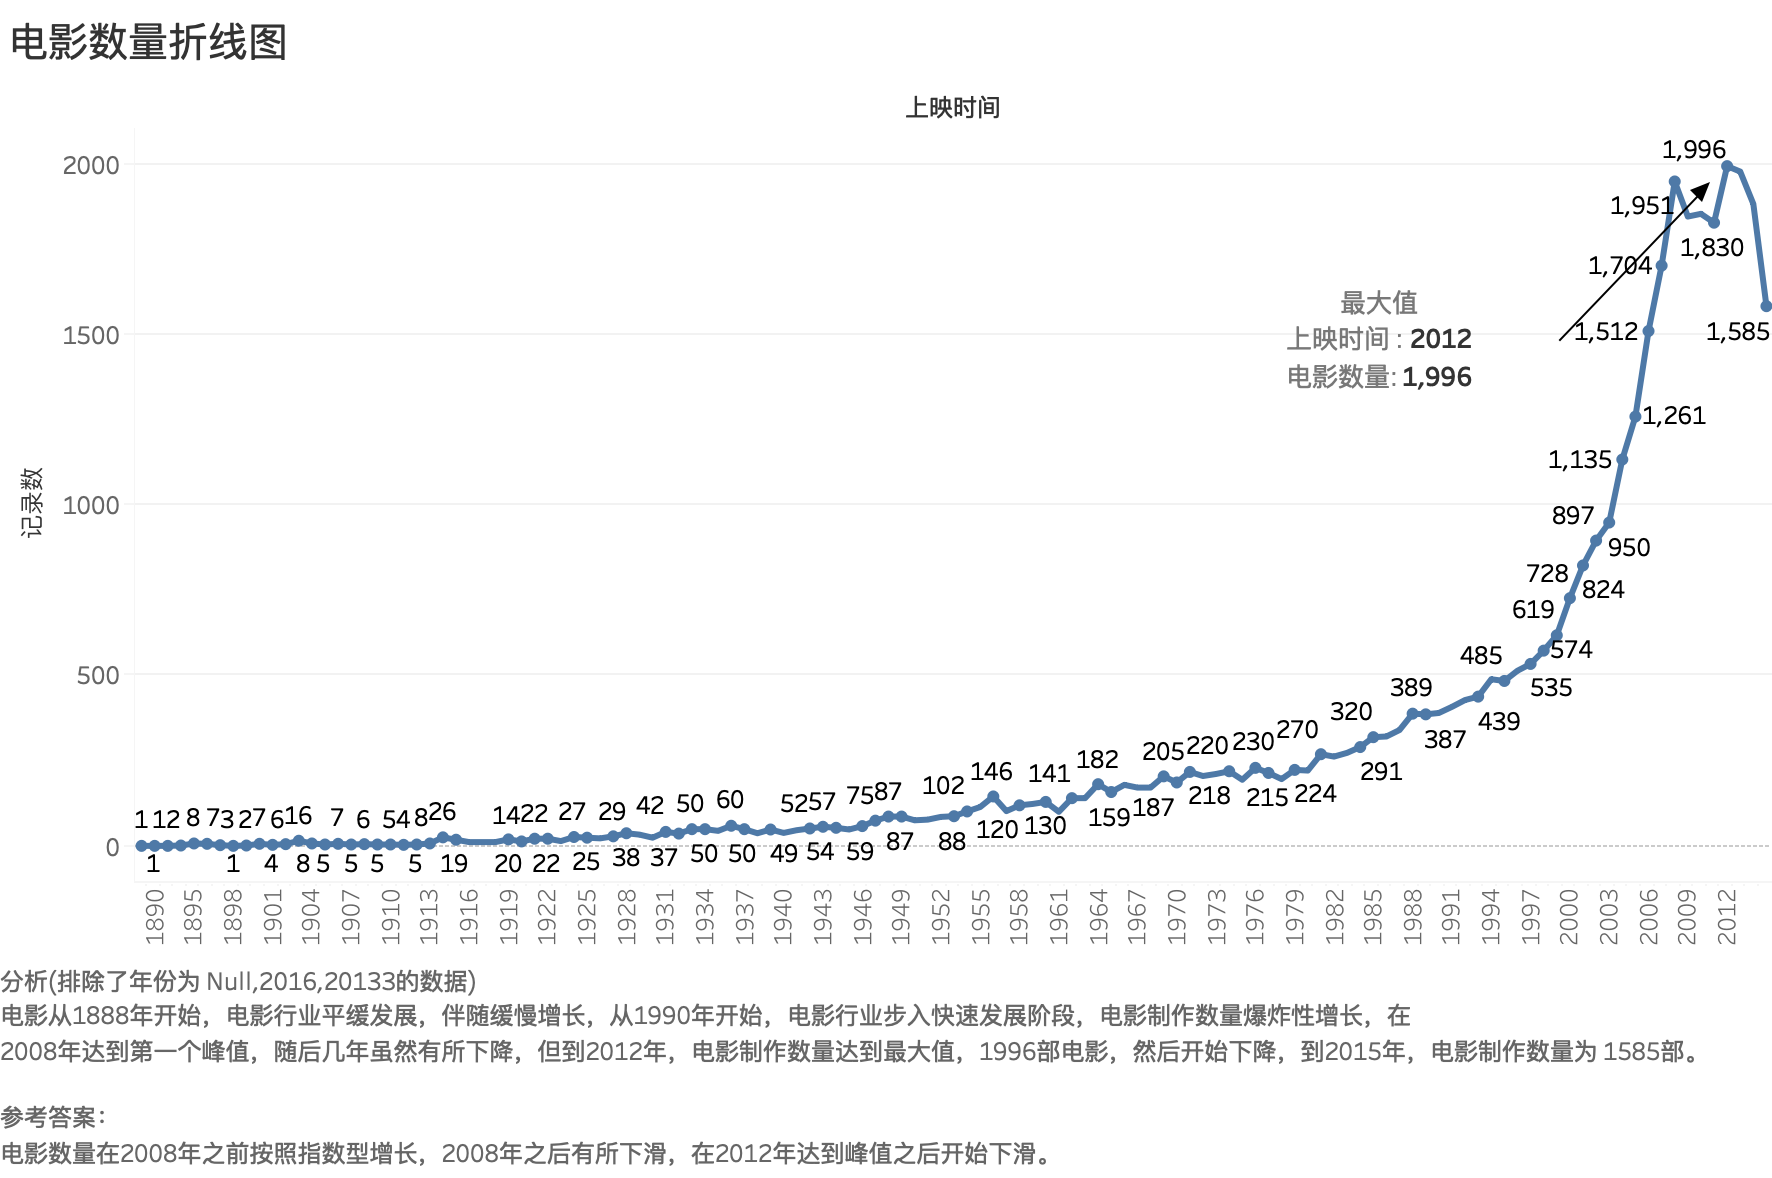 电影数量折线图
上映时间
2000
1500
1000
500
0
记录数
1,996
1,951
1,830
1,704
1,585
1,512
1,261
1,135
897
950
728
824
619
574
485
535
389
439
320
387
270
291
最大值
上映时间 : 2012
电影数量: 1,996
1 12 8 73 27 6 16 7 6 54 8 26 14 22 27 29 42 50 60 52 57 75 87 102 146 141 182 205 220 230
1 1 4 8 5 5 5 5 19 20 22 25 38 37 50 50 49 54 59 87 88 120 130 159 187 218 215 224
1890 1895 1898 1901 1904 1907 1910 1913 1916 1919 1922 1925 1928 1931 1934 1937 1940 1943 1946 1949 1952 1955 1958 1961 1964 1967 1970 1973 1976 1979 1982 1985 1988 1991 1994 1997 2000 2003 2006 2009 2012
分析(排除了年份为 Null,2016,20133的数据)
电影从1888年开始，电影行业平缓发展，伴随缓慢增长，从1990年开始，电影行业步入快速发展阶段，电影制作数量爆炸性增长，在
2008年达到第一个峰值，随后几年虽然有所下降，但到2012年，电影制作数量达到最大值，1996部电影，然后开始下降，到2015年，电影制作数量为 1585部。
参考答案：
电影数量在2008年之前按照指数型增长，2008年之后有所下滑，在2012年达到峰值之后开始下滑。